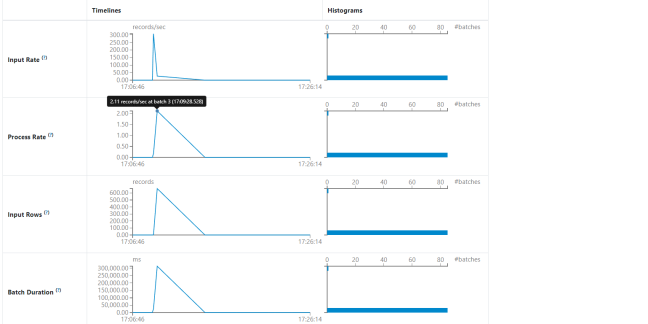 Timelines Histograms
records/sec
0 20 40 60 80 #batches
300.00
250.00
200.00
150.00
100.00
50.00
0.00
Input Rate (?)
17:06:46 17:26:14
2.11 records/sec at batch 3 (17:09:28.528)
0 20 40 60 80 #batches
2.00
1.50
1.00
0.50
0.00
Process Rate (?)
17:06:46 17:26:14
records
0 20 40 60 80 #batches
600.00
500.00
400.00
300.00
200.00
100.00
0.00
Input Rows (?)
17:06:46 17:26:14
ms
0 20 40 60 80 #batches
300,000.00
250,000.00
200,000.00
150,000.00
100,000.00
50,000.00
0.00
Batch Duration (?)
17:06:46 17:26:14